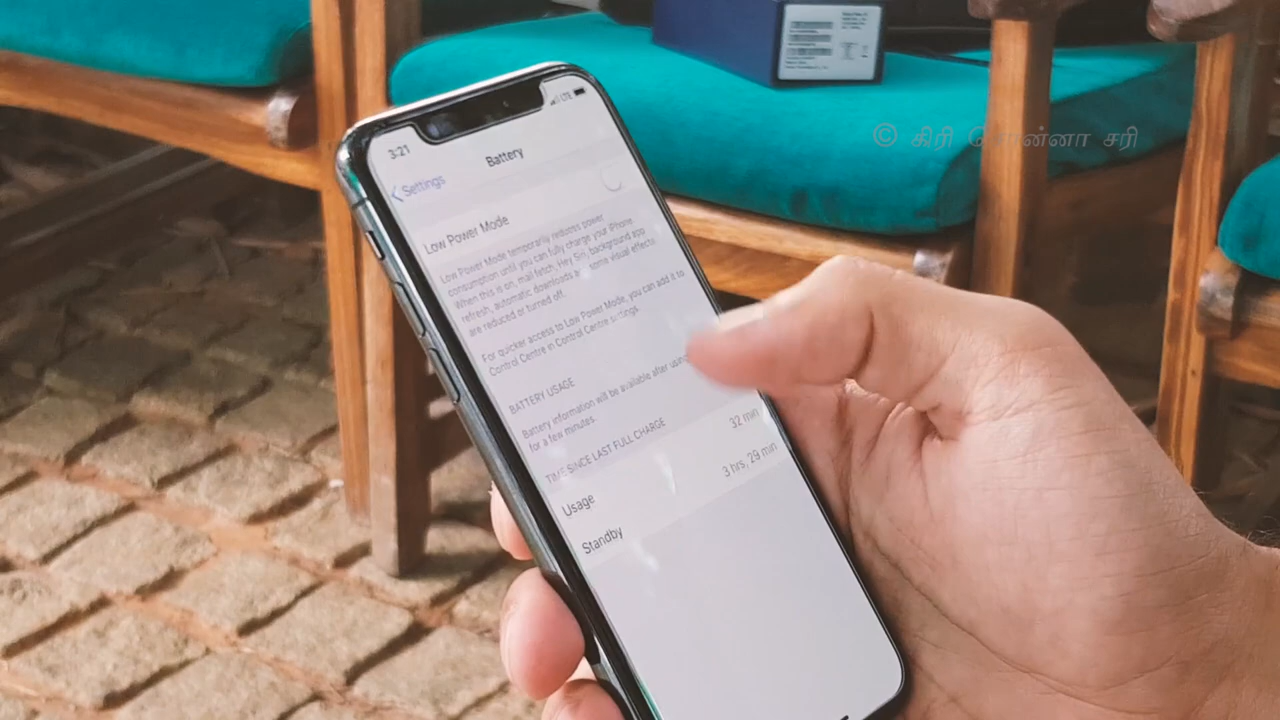 3:21
LTE
Battery
Settings
Low Power Mode
Low Power Mode temporarily reduces power
consumption until you can fully charge your iPhone.
When this is on, mail fetch, Hey Siri, background app
refresh, automatic downloads some visual effects
are reduced or turned off.
For quicker access to Low Power Mode, you can add it to
Control Centre in Control Centre settings.
BATTERY USAGE
Battery information will be available after using
for a few minutes.
TIME SINCE LAST FULL CHARGE
Usage 32 min
Standby 3 hrs, 29 min
© கிரி சொன்னா சரி